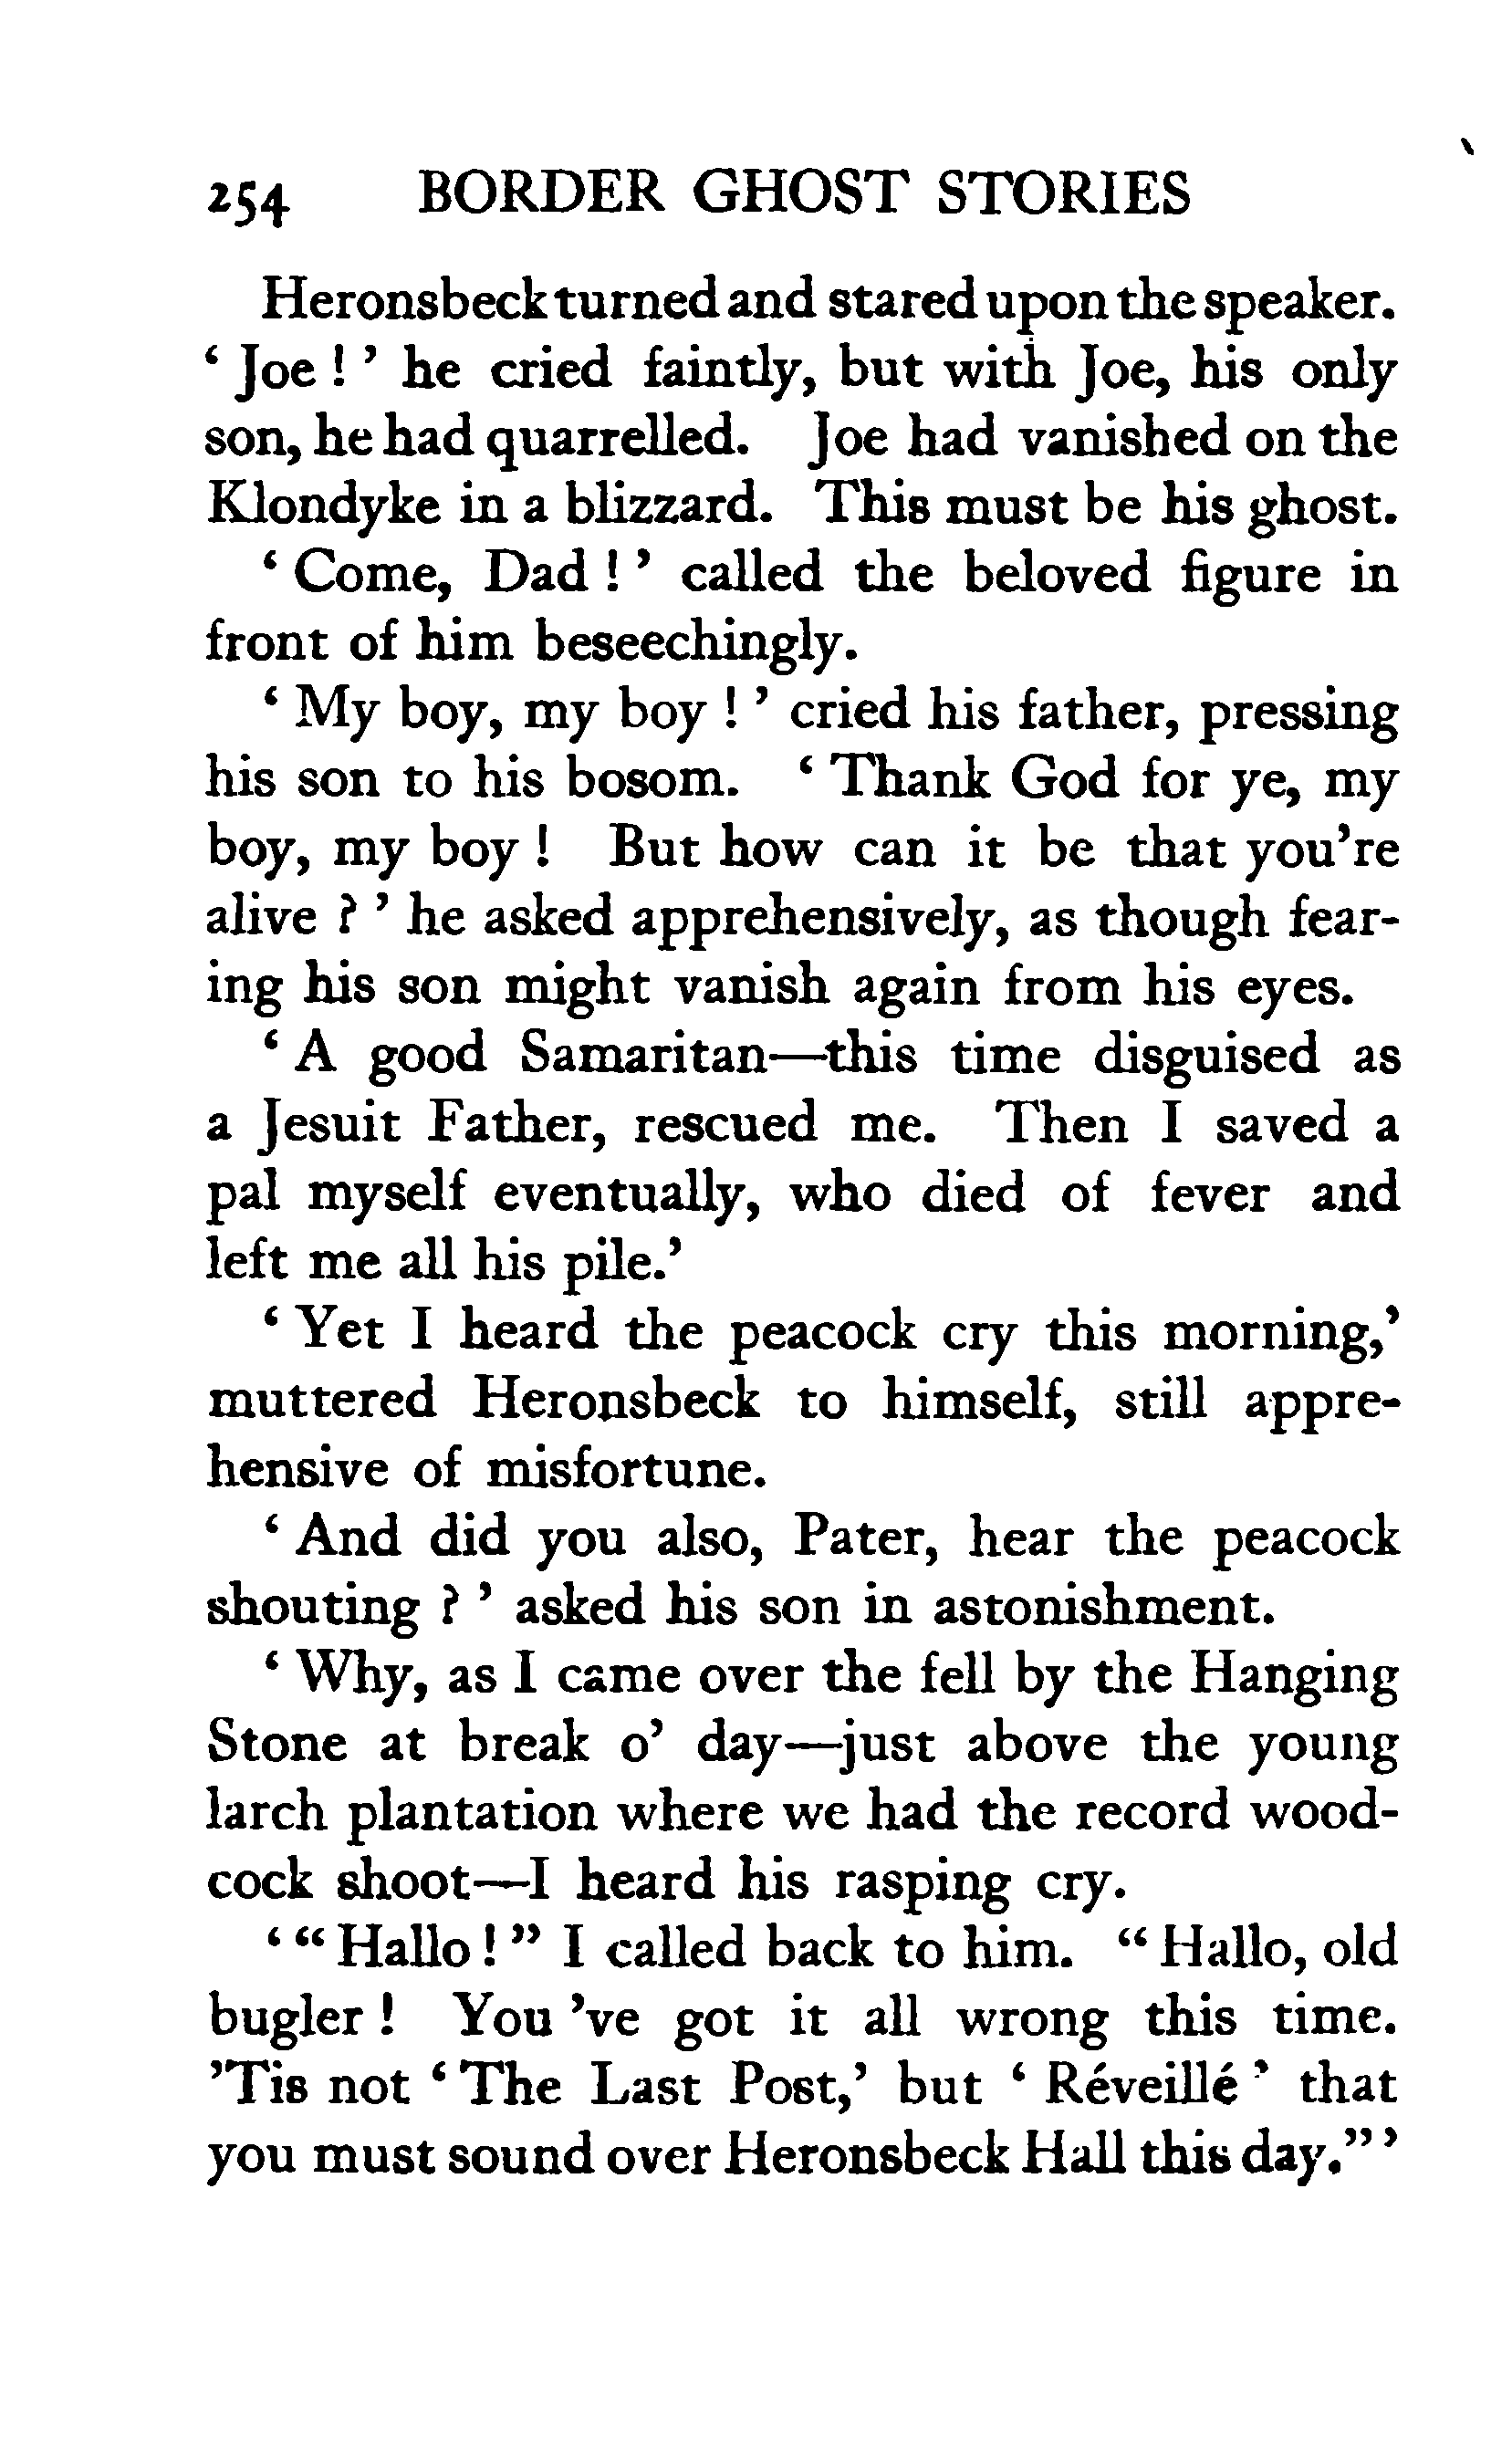 254 BORDER GHOST STORIES
Heronsbeck turned and stared upon the speaker.
‘ Joe ! ’ he cried faintly, but with Joe, his only
son, he had quarrelled. Joe had vanished on the
Klondyke in a blizzard. This must be his ghost.
‘ Come, Dad ! ’ called the beloved figure in
front of him beseechingly.
‘ My boy, my boy ! ’ cried his father, pressing
his son to his bosom. ‘ Thank God for ye, my
boy, my boy ! But how can it be that you’re
alive ? ’ he asked apprehensively, as though fear-
ing his son might vanish again from his eyes.
‘ A good Samaritan—this time disguised as
a Jesuit Father, rescued me. Then I saved a
pal myself eventually, who died of fever and
left me all his pile.’
‘ Yet I heard the peacock cry this morning,’
muttered Heronsbeck to himself, still appre-
hensive of misfortune.
‘ And did you also, Pater, hear the peacock
shouting ? ’ asked his son in astonishment.
‘ Why, as I came over the fell by the Hanging
Stone at break o’ day—just above the young
larch plantation where we had the record wood-
cock shoot—I heard his rasping cry.
‘ “ Hallo ! ” I called back to him. “ Hallo, old
bugler ! You ’ve got it all wrong this time.
’Tis not ‘ The Last Post,’ but ‘ Réveillé ’ that
you must sound over Heronsbeck Hall this day.” ’